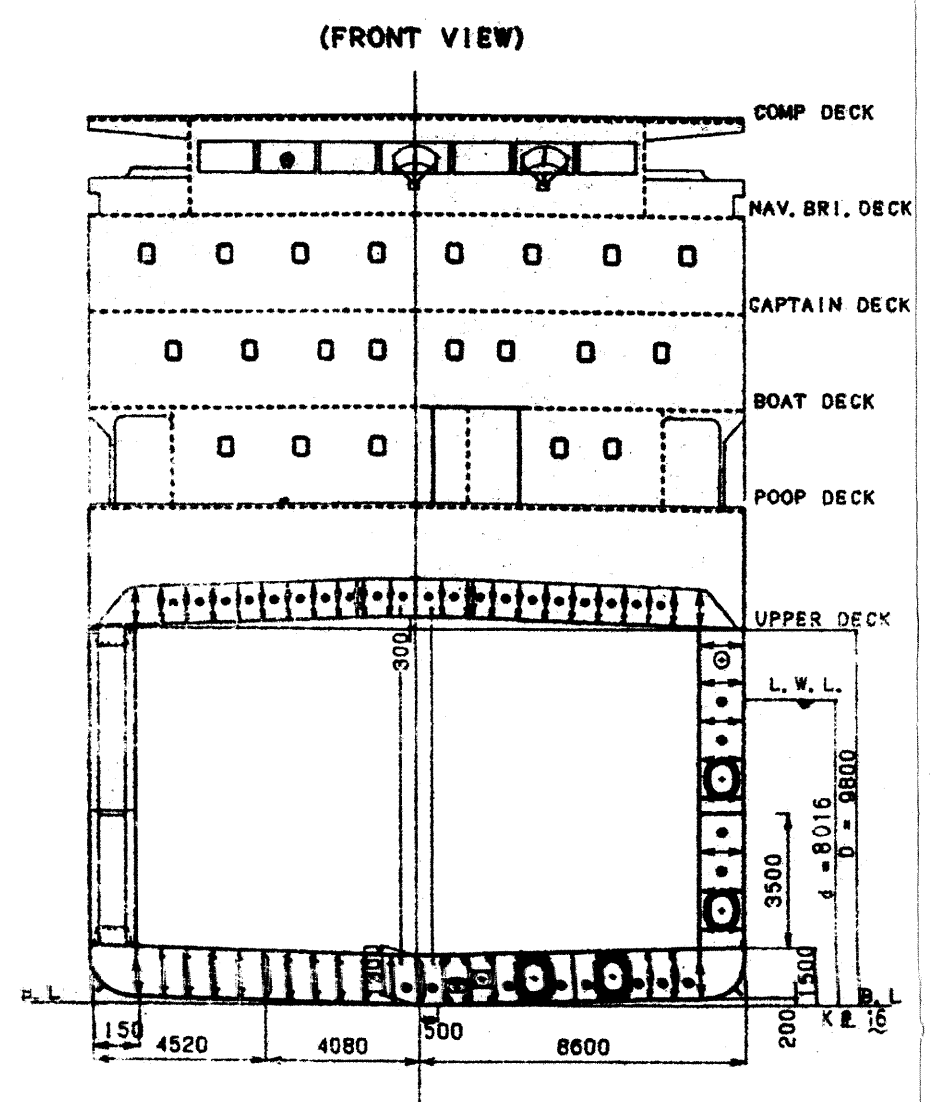 (FRONT VIEW)
COMP DECK
NAV. BRI. DECK
CAPTAIN DECK
BOAT DECK
POOP DECK
UPPER DECK
300
L. W. L.
D = 9800
d = 8016
3500
1500
B. L
200
150
500
4520
4080
8600